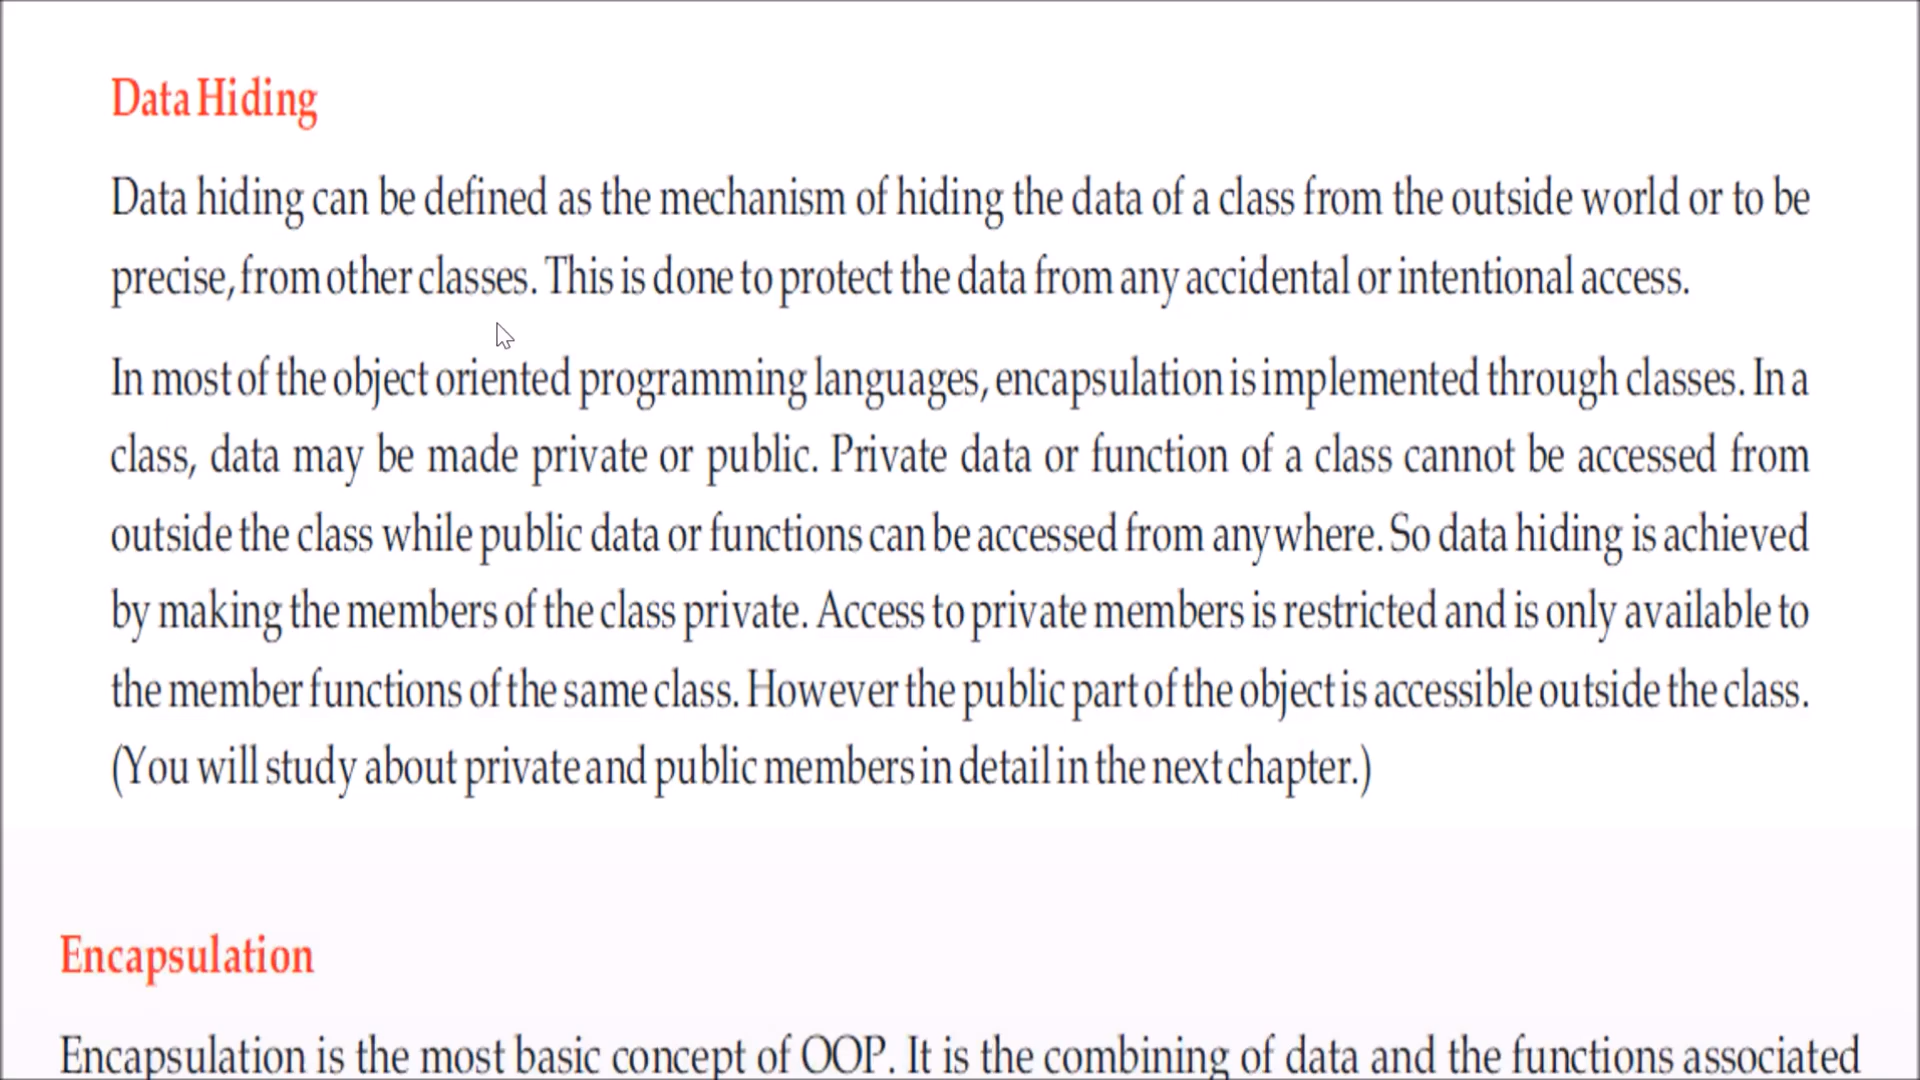 Data Hiding
Data hiding can be defined as the mechanism of hiding the data of a class from the outside world or to be
precise, from other classes. This is done to protect the data from any accidental or intentional access.
In most of the object oriented programming languages, encapsulation is implemented through classes. In a
class, data may be made private or public. Private data or function of a class cannot be accessed from
outside the class while public data or functions can be accessed from anywhere. So data hiding is achieved
by making the members of the class private. Access to private members is restricted and is only available to
the member functions of the same class. However the public part of the object is accessible outside the class.
(You will study about private and public members in detail in the next chapter.)
Encapsulation
Encapsulation is the most basic concept of OOP. It is the combining of data and the functions associated